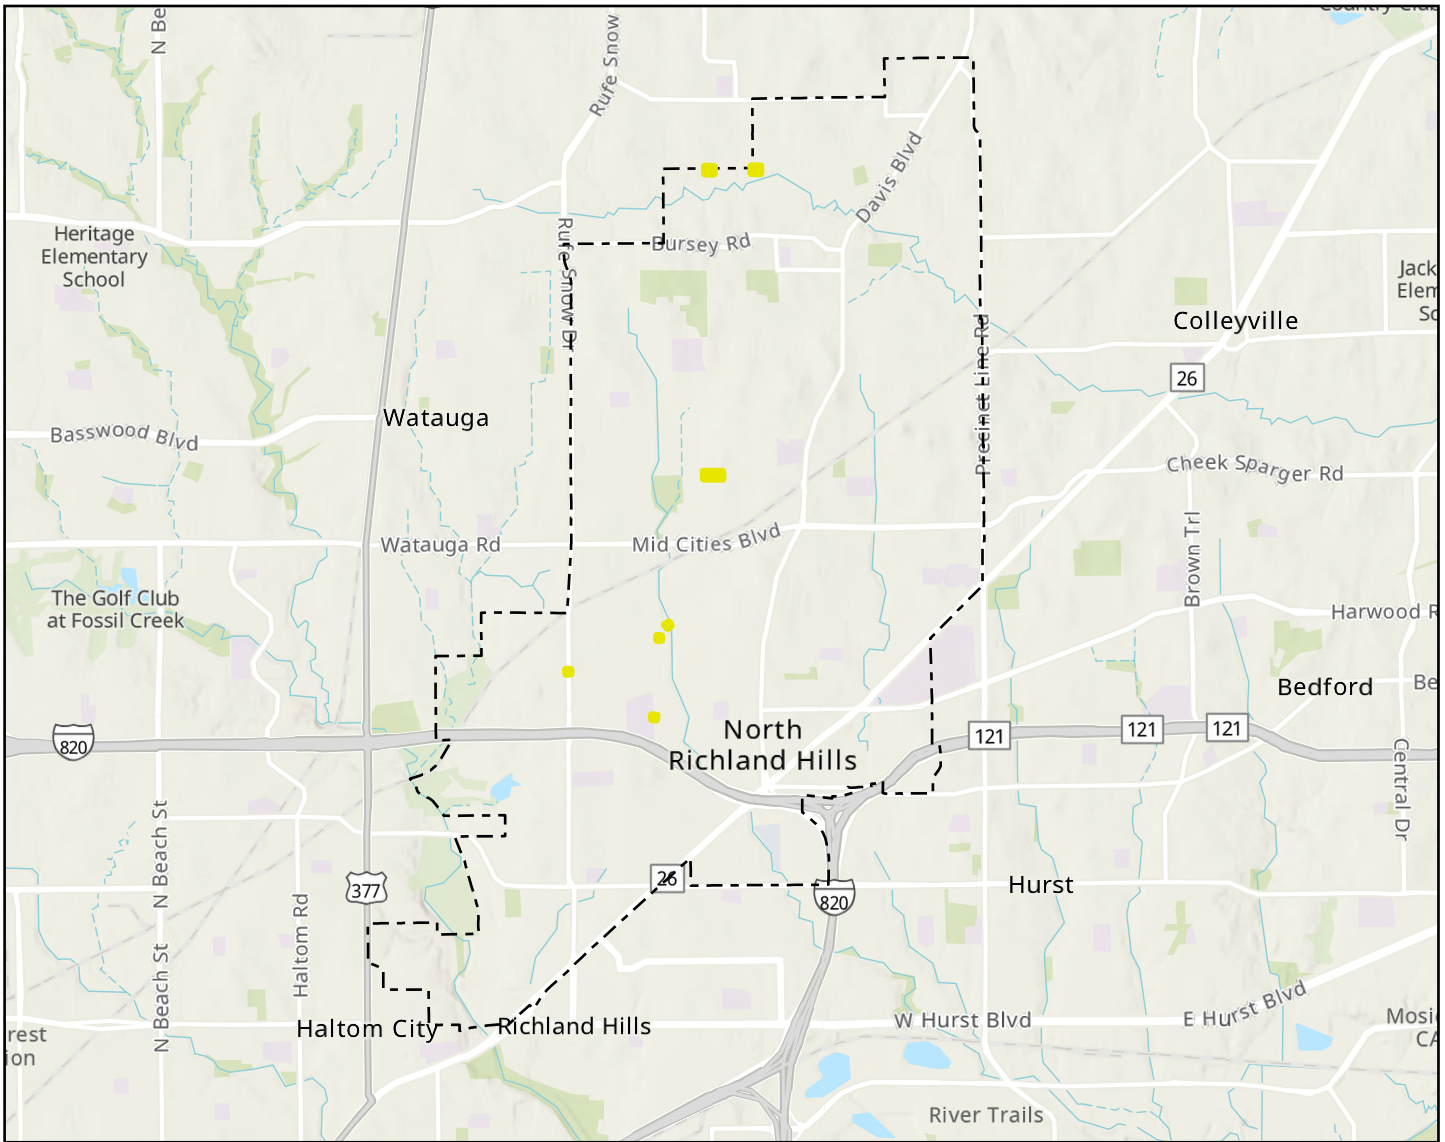 Country Club
N Be
Rufe Snow
Davis Blvd
Heritage
Elementary
School
Rufe Snow Dr
Bursey Rd
Jack
Elem
Sc
Colleyville
Precinct Line Rd
26
Watauga
Basswood Blvd
Cheek Sparger Rd
Watauga Rd
Mid Cities Blvd
Brown Trl
The Golf Club
at Fossil Creek
Harwood R
Bedford
Be
North
Richland Hills
820
121
121
121
Central Dr
N Beach St
377
26
Hurst
820
Haltom Rd
N Beach St
E Hurst Blvd
Haltom City
Richland Hills
W Hurst Blvd
rest
ion
Mosie
CA
River Trails